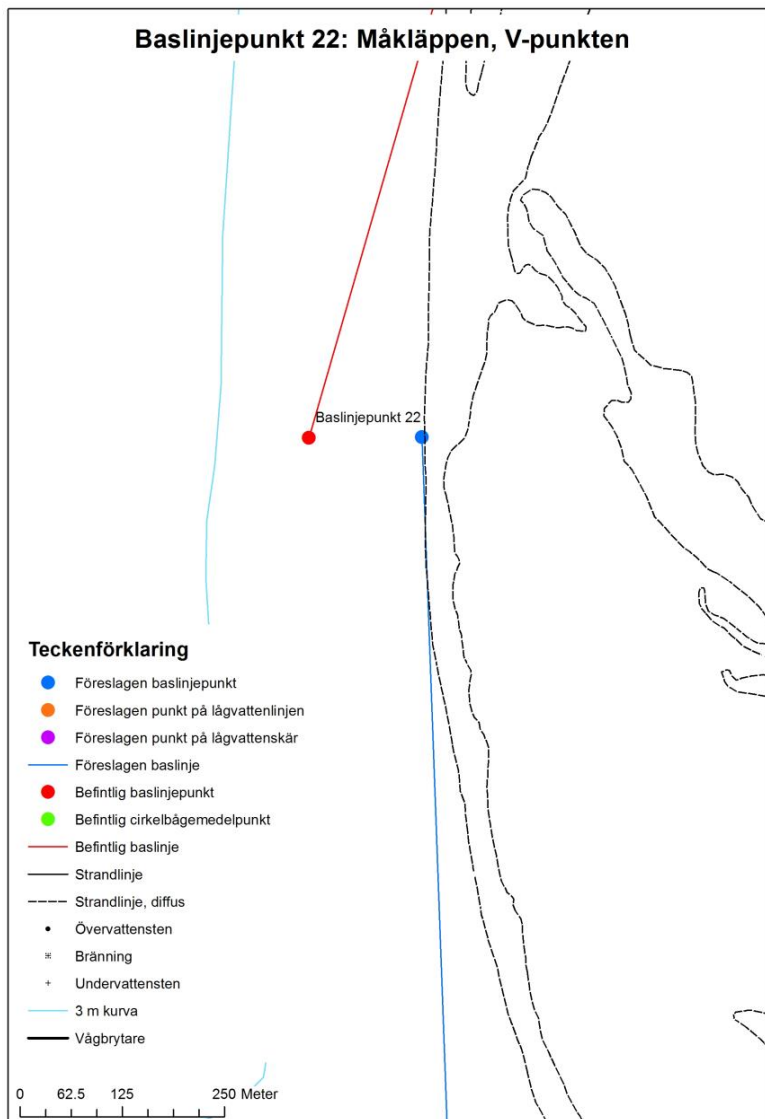 Baslinjepunkt 22: Måkläppen, V-punkten
Baslinjepunkt 22
Teckenförklaring
Föreslagen baslinjepunkt
Föreslagen punkt på lågvattenlinjen
Föreslagen punkt på lågvattenskär
Föreslagen baslinje
Befintlig baslinjepunkt
Befintlig cirkelbågemedelpunkt
Befintlig baslinje
Strandlinje
Strandlinje, diffus
Övervattensten
Bränning
Undervattensten
3 m kurva
Vågbrytare
0 62.5 125 250 Meter